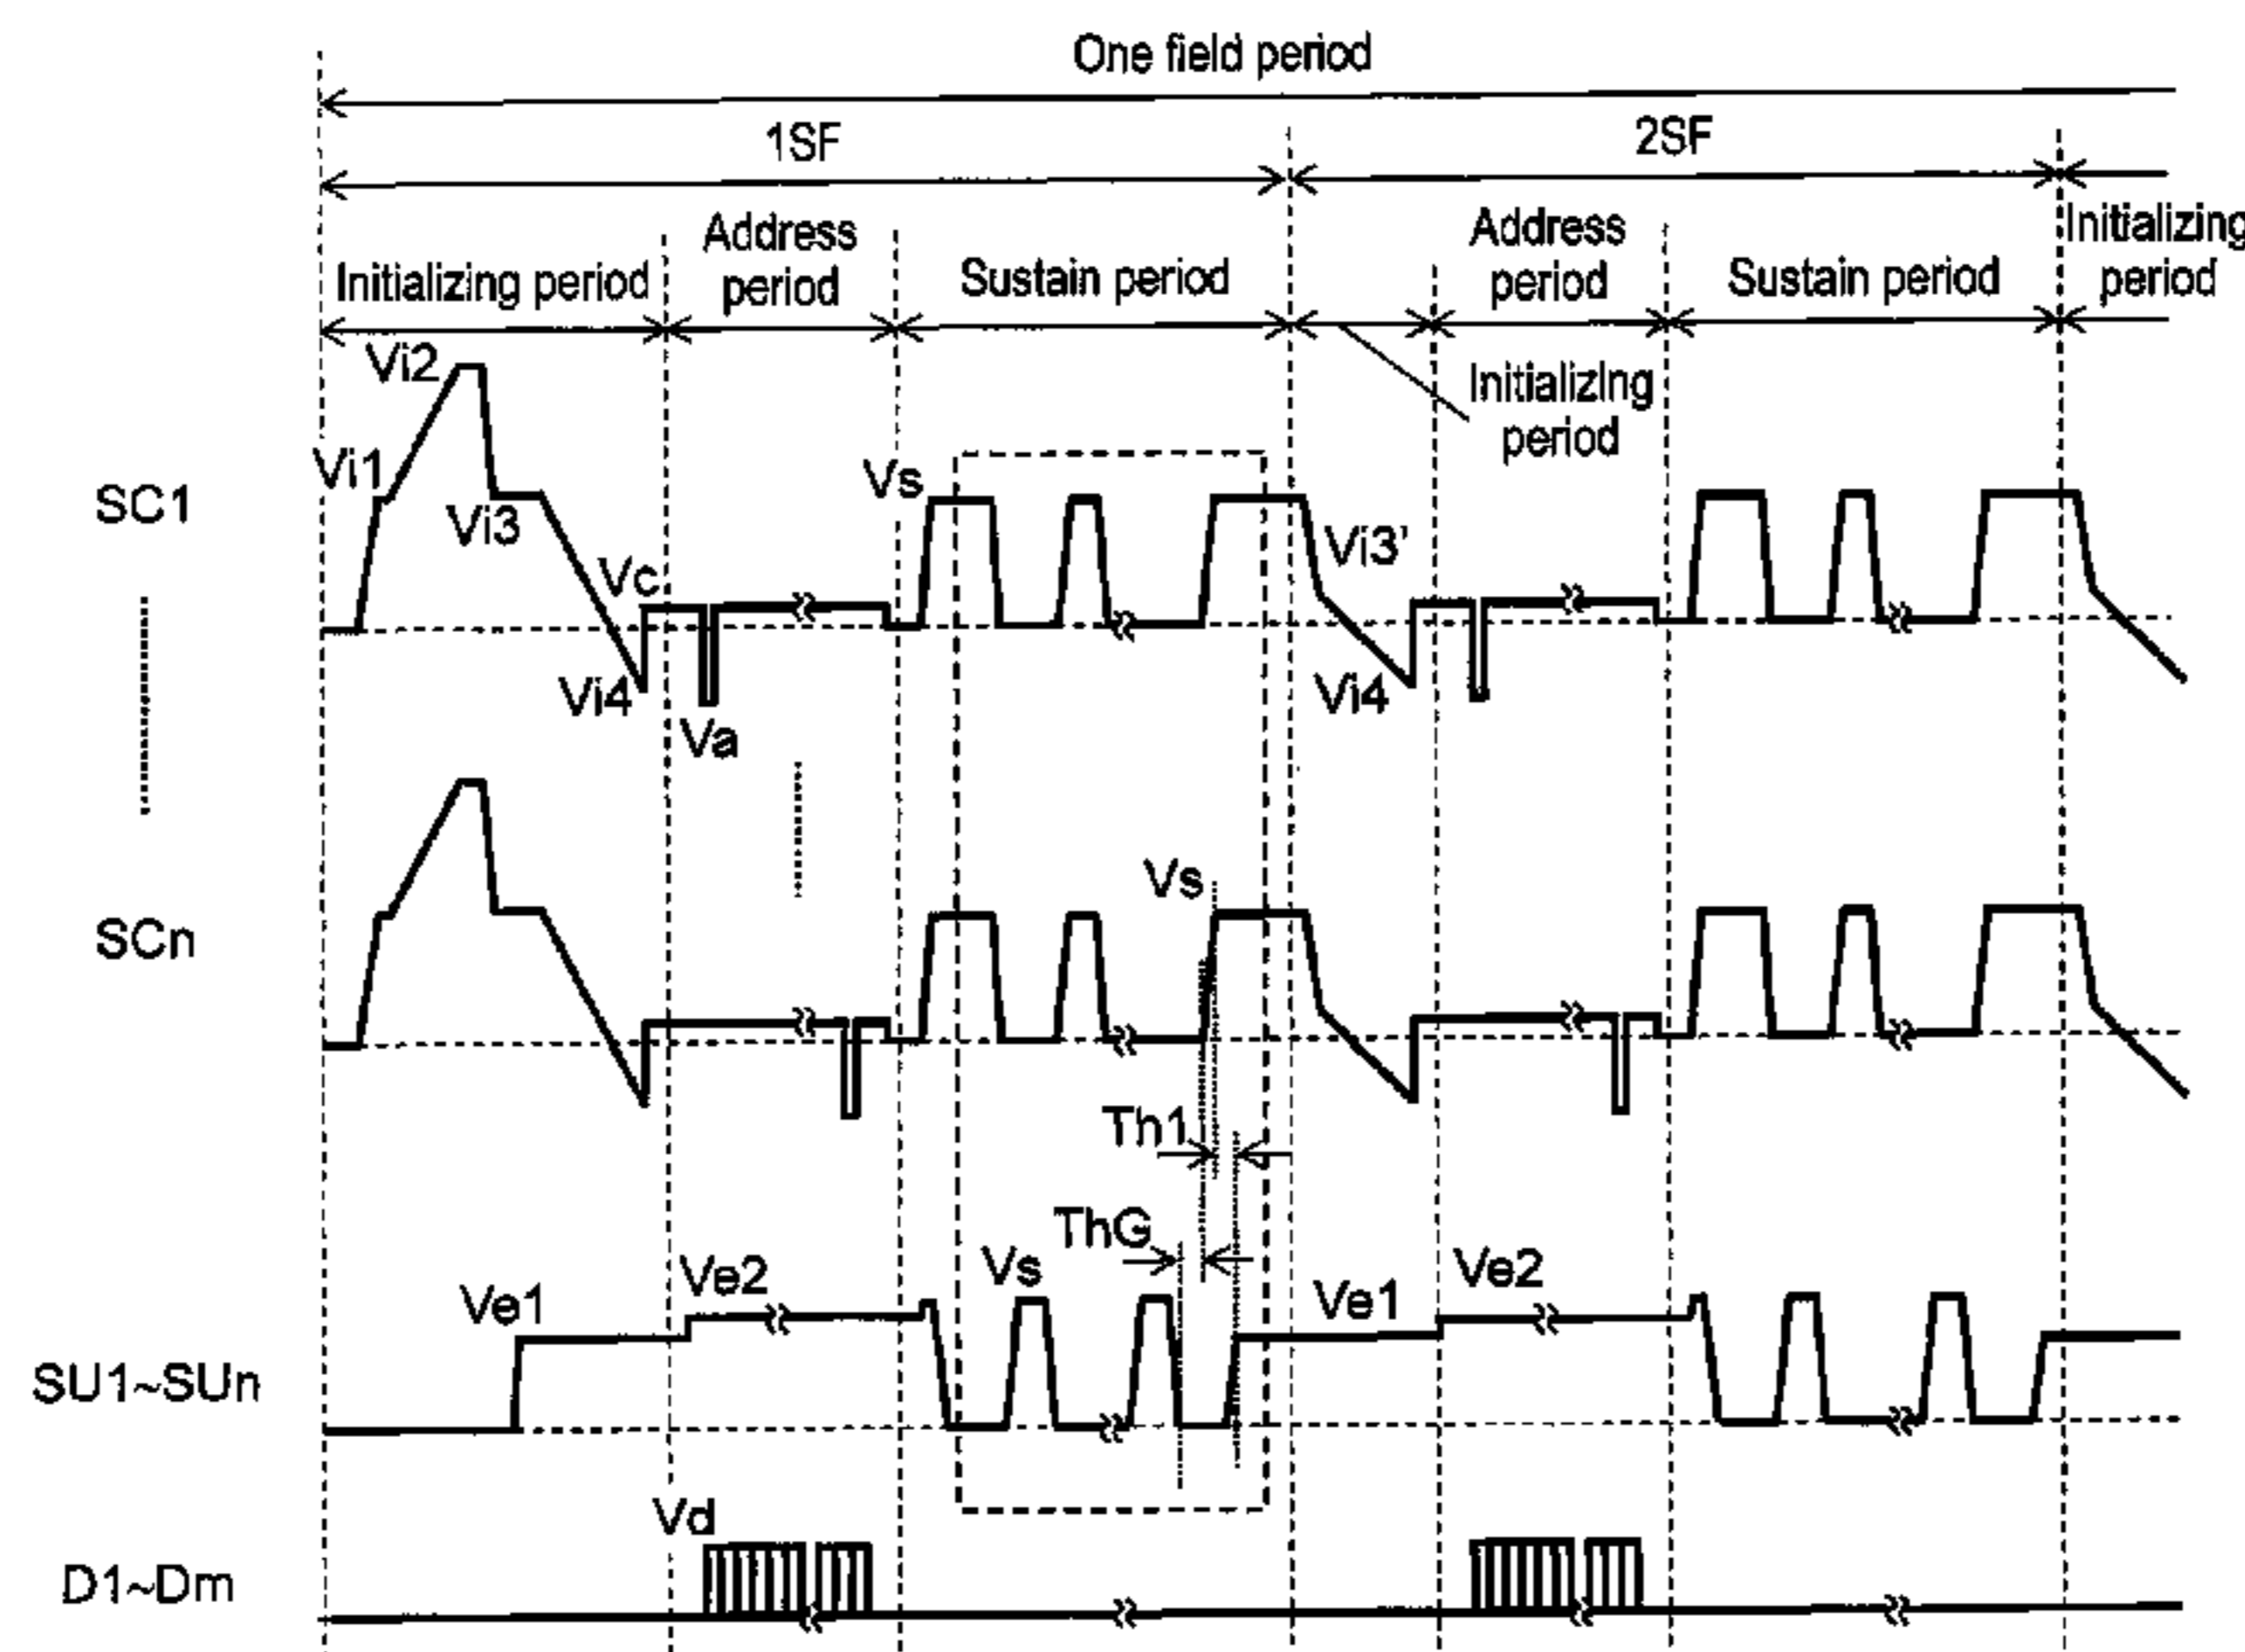 One field period
1SF
2SF
Initializing period
Address
period
Sustain period
Address
period
Sustain period
Initializing
period
Initializing
period
Vi2
Vi1
Vi3
Vc
Vi4
Va
Vs
Vi3'
Vi4
SC1
SCn
Vs
Th1
ThG
Ve1
Ve2
Vs
Ve1
Ve2
SU1~SUn
Vd
D1~Dm